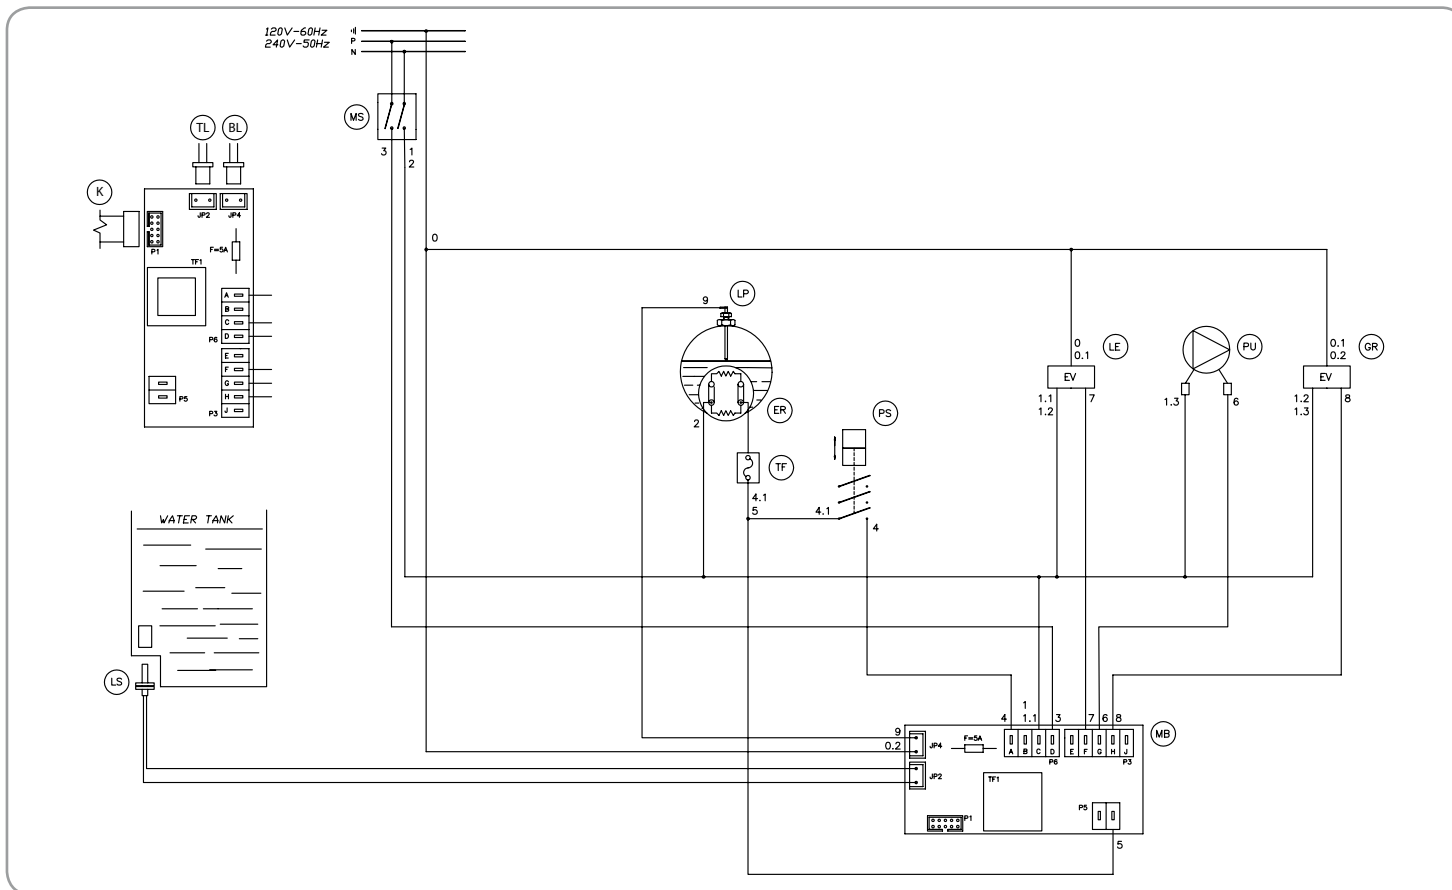 120V-60Hz
240V-50Hz
P
N
MS
3
1
2
TL
BL
K
JP2
JP4
P1
F=5A
TF1
A
B
C
D
P6
E
F
G
H
J
P3
P5
0
9
LP
ER
2
TF
4.1
5
PS
4.1
4
0
0.1
LE
EV
1.1
1.2
7
PU
1.3
6
0.1
0.2
GR
EV
1.2
1.3
8
WATER TANK
LS
4
1
1.1
3
7
6
8
MB
9
0.2
JP4
F=5A
A
B
C
D
E
F
G
H
J
P6
P3
JP2
TF1
P1
P5
5